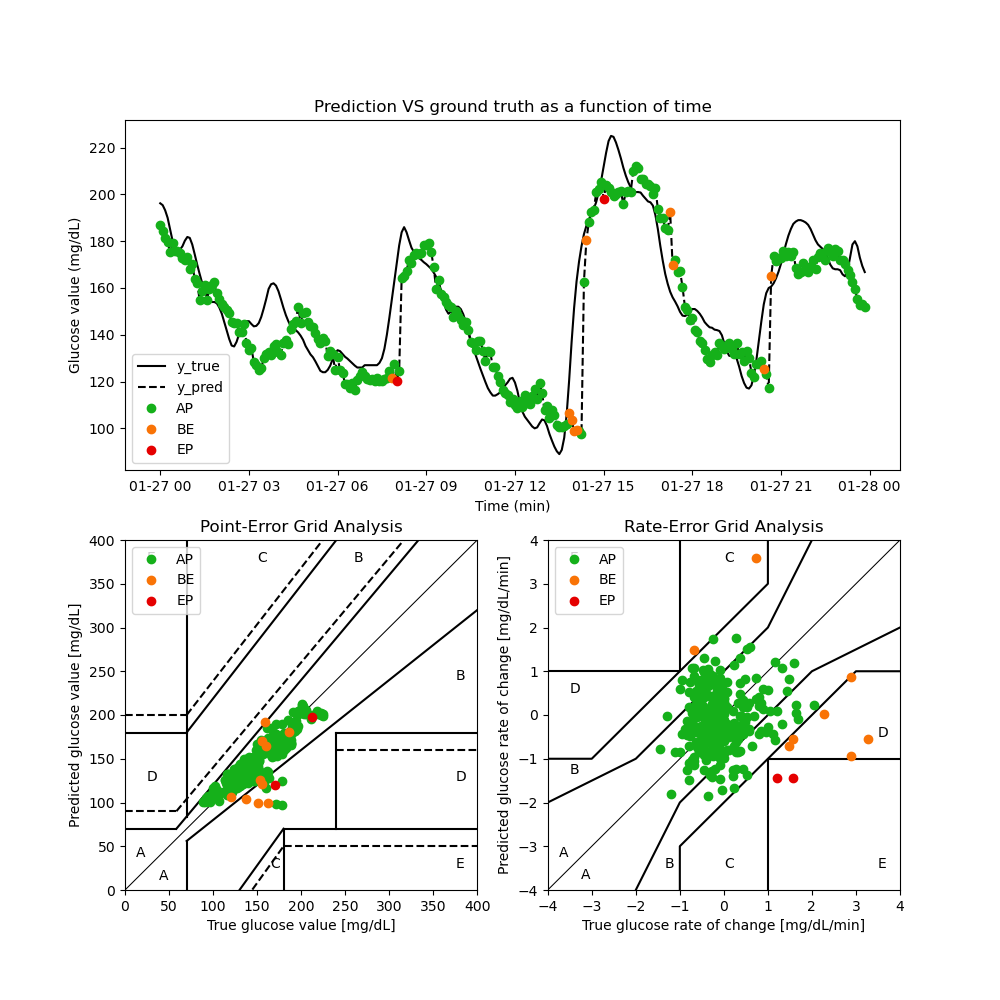 Prediction VS ground truth as a function of time
Glucose value (mg/dL)
220
200
180
160
140
120
100
y_true
y_pred
AP
BE
EP
01-27 00 01-27 03 01-27 06 01-27 09 01-27 12 01-27 15 01-27 18 01-27 21 01-28 00
Time (min)
Point-Error Grid Analysis
Predicted glucose value [mg/dL]
400
350
300
250
200
150
100
50
0
AP
BE
EP
C B
B
D D
A
A C E
0 50 100 150 200 250 300 350 400
True glucose value [mg/dL]
Rate-Error Grid Analysis
Predicted glucose rate of change [mg/dL/min]
4
3
2
1
0
−1
−2
−3
−4
AP
BE
EP
C
D
D
B
A
A B C E
−4 −3 −2 −1 0 1 2 3 4
True glucose rate of change [mg/dL/min]